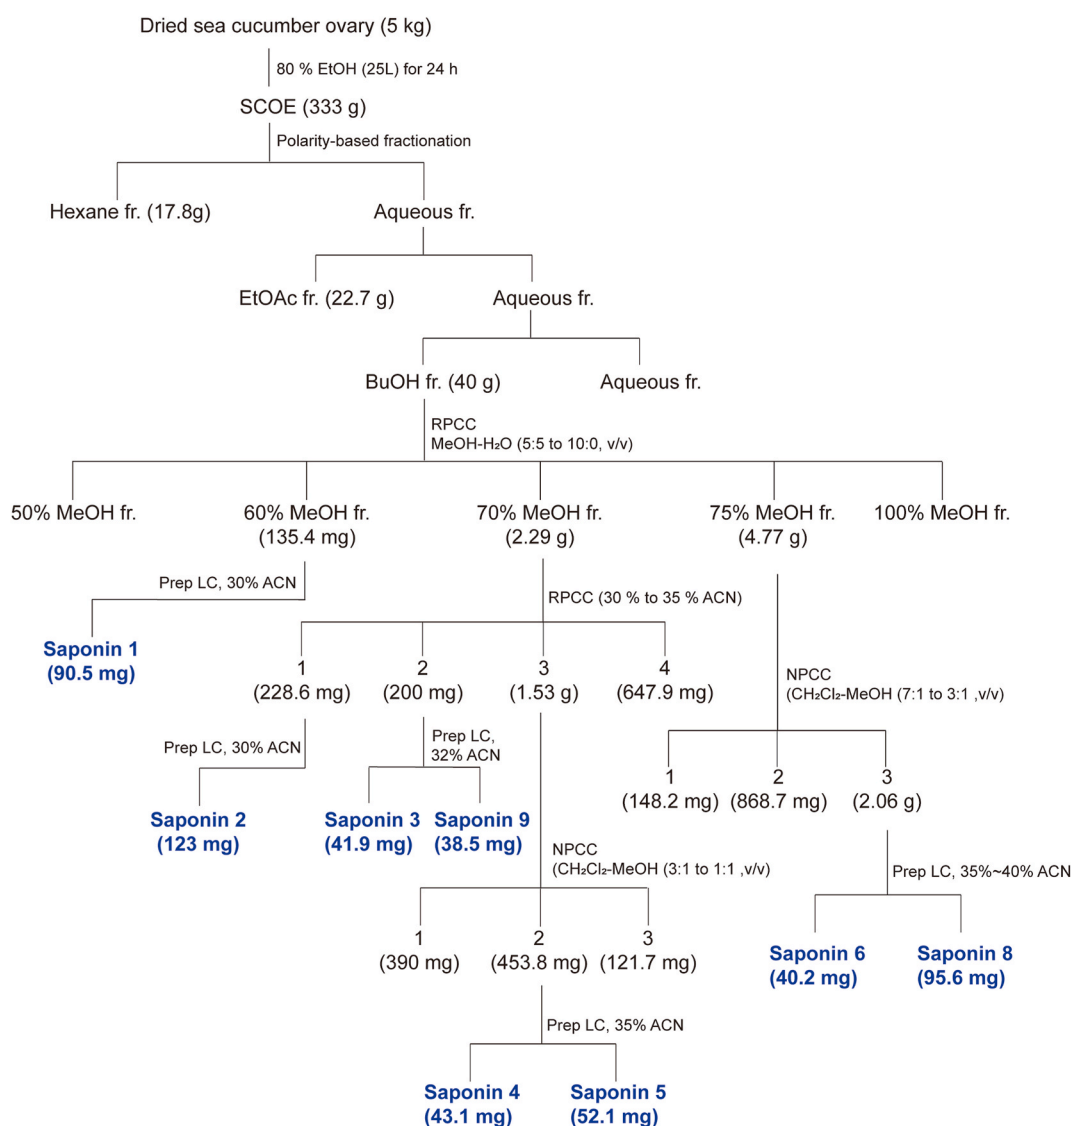 Dried sea cucumber ovary (5 kg)
80 % EtOH (25L) for 24 h
SCOE (333 g)
Polarity-based fractionation
Hexane fr. (17.8g)
Aqueous fr.
EtOAc fr. (22.7 g)
Aqueous fr.
BuOH fr. (40 g)
Aqueous fr.
RPCC
MeOH-H₂O (5:5 to 10:0, v/v)
50% MeOH fr.
60% MeOH fr.
(135.4 mg)
70% MeOH fr.
(2.29 g)
75% MeOH fr.
(4.77 g)
100% MeOH fr.
Prep LC, 30% ACN
RPCC (30 % to 35 % ACN)
Saponin 1
(90.5 mg)
1
(228.6 mg)
2
(200 mg)
3
(1.53 g)
4
(647.9 mg)
NPCC
(CH₂Cl₂-MeOH (7:1 to 3:1 ,v/v)
Prep LC, 30% ACN
Prep LC,
32% ACN
1
(148.2 mg)
2
(868.7 mg)
3
(2.06 g)
Saponin 2
(123 mg)
Saponin 3
(41.9 mg)
Saponin 9
(38.5 mg)
NPCC
(CH₂Cl₂-MeOH (3:1 to 1:1 ,v/v)
Prep LC, 35%~40% ACN
1
(390 mg)
2
(453.8 mg)
3
(121.7 mg)
Saponin 6
(40.2 mg)
Saponin 8
(95.6 mg)
Prep LC, 35% ACN
Saponin 4
(43.1 mg)
Saponin 5
(52.1 mg)